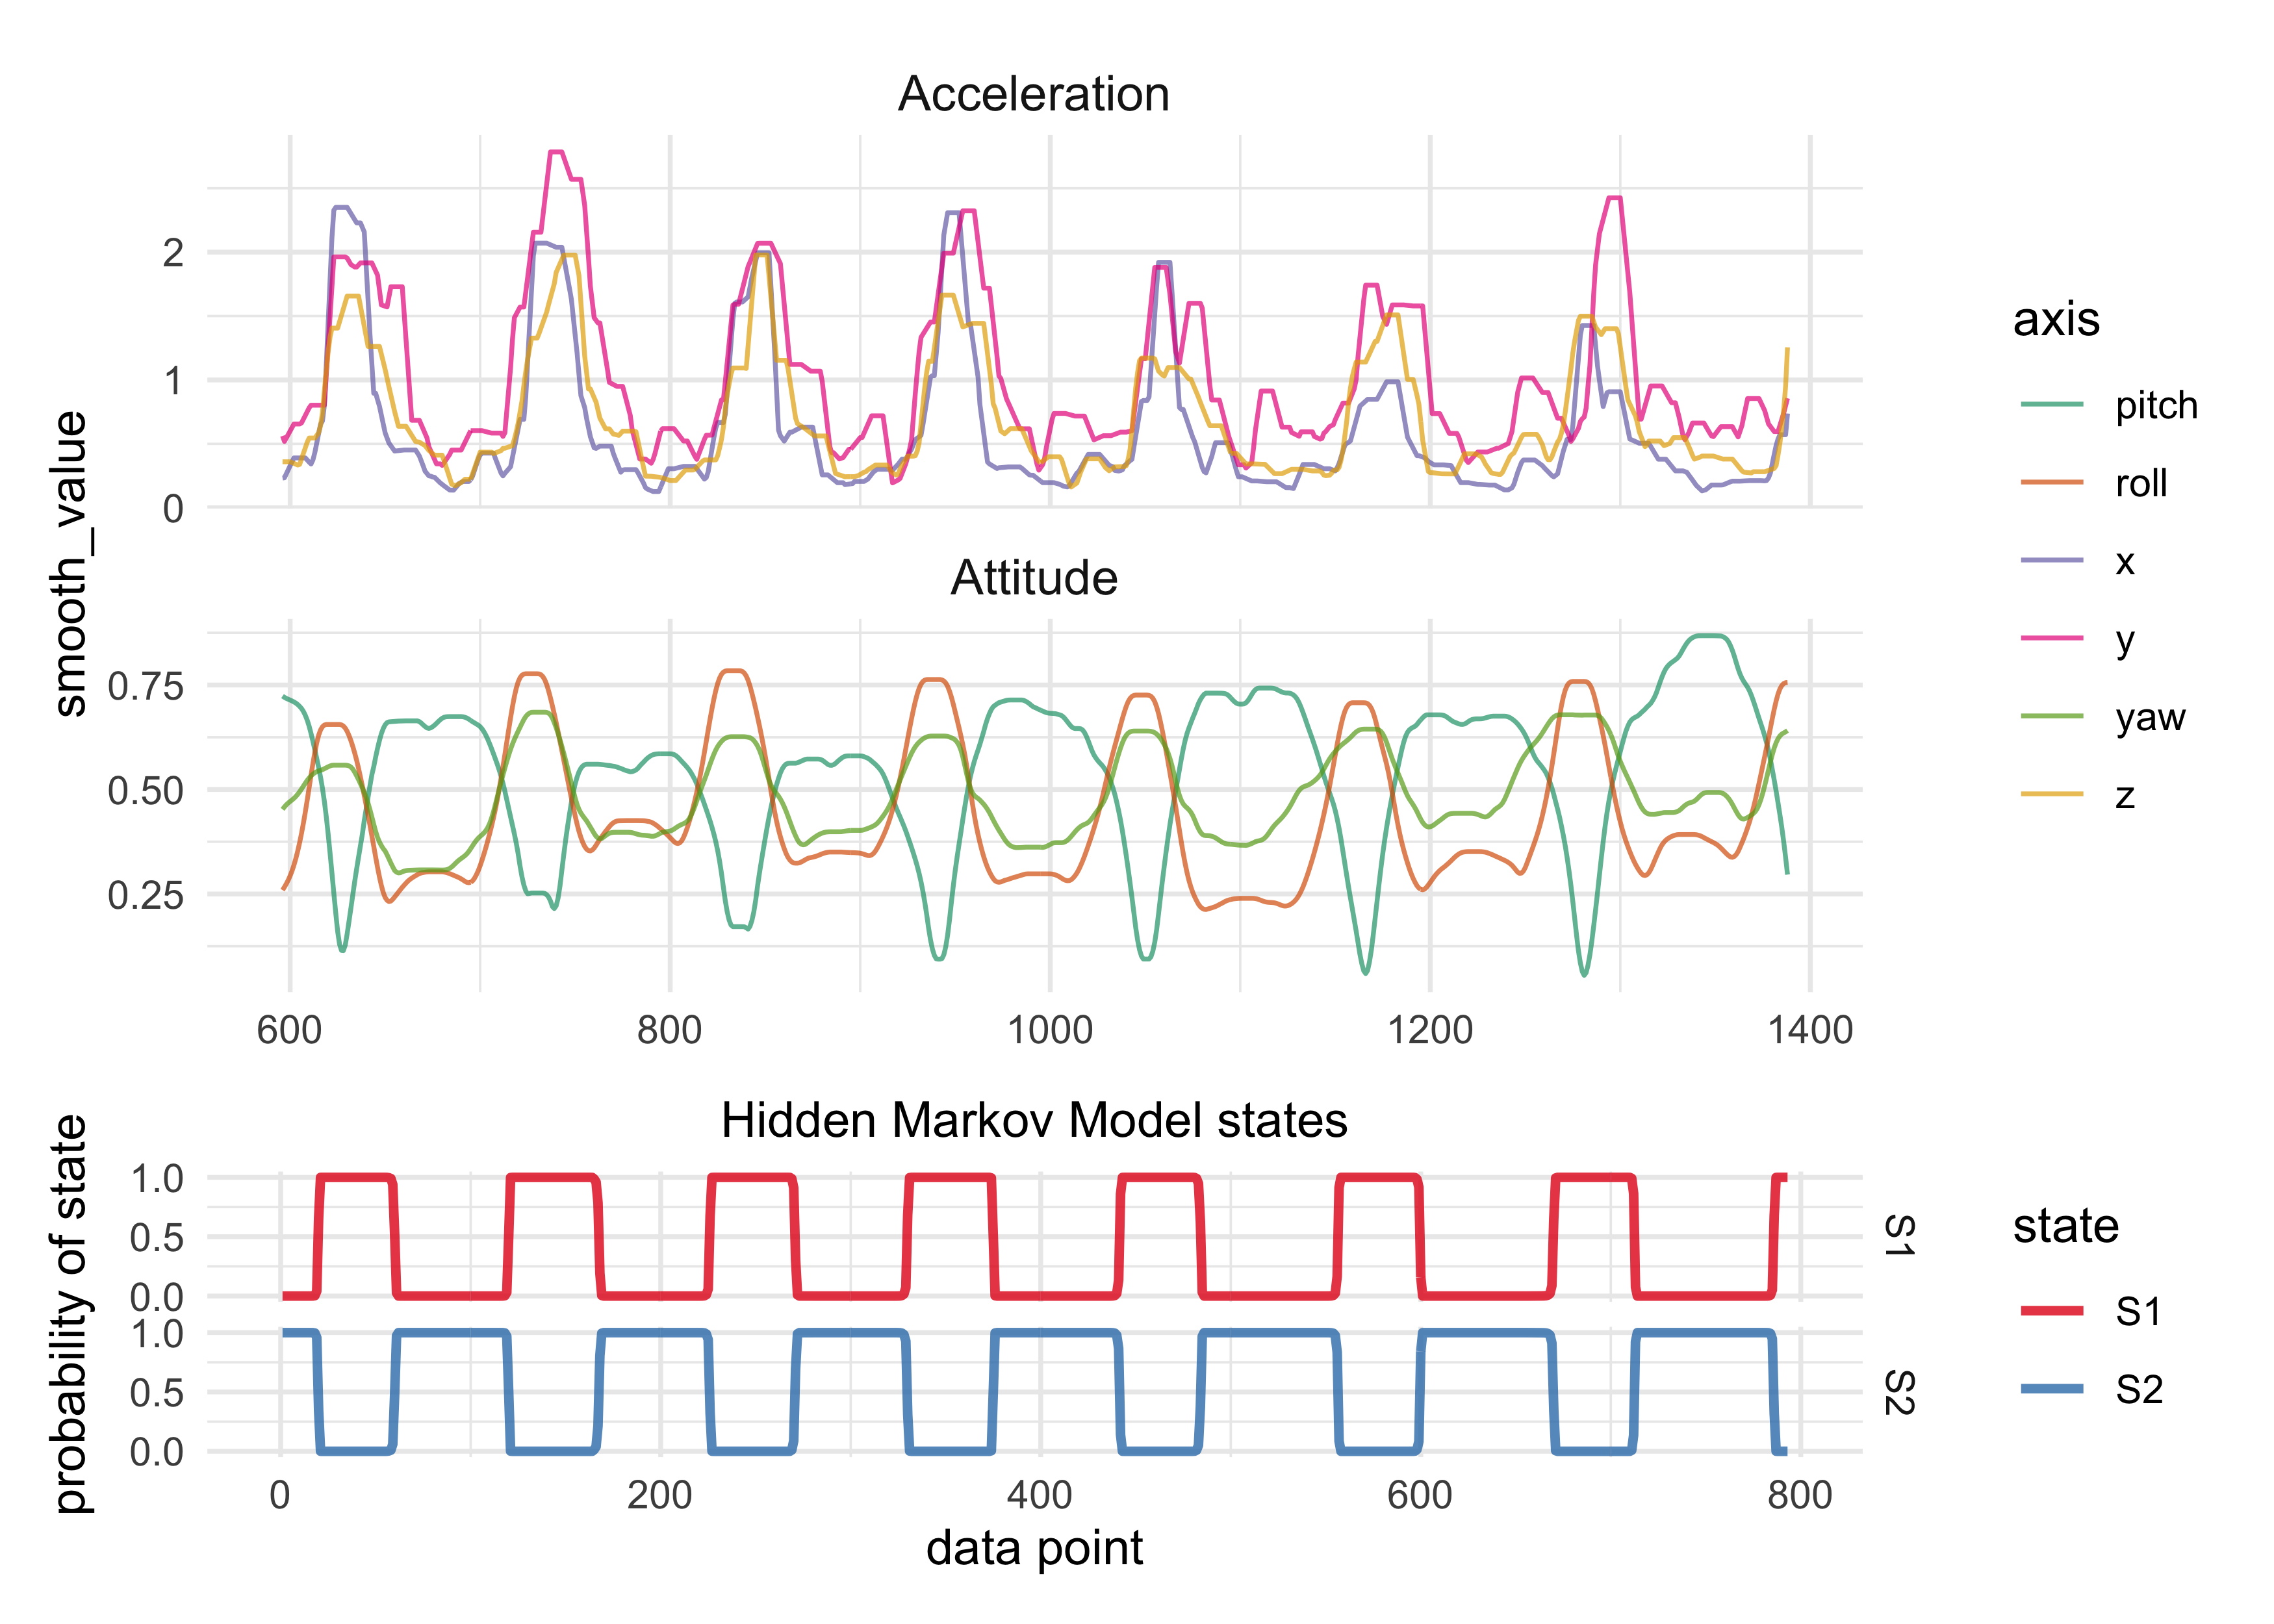 Acceleration
2
1
0
smooth_value
Attitude
0.75
0.50
0.25
600 800 1000 1200 1400
axis
pitch
roll
x
y
yaw
z
Hidden Markov Model states
probability of state
1.0
0.5
0.0
S1
1.0
0.5
0.0
S2
0 200 400 600 800
data point
state
S1
S2